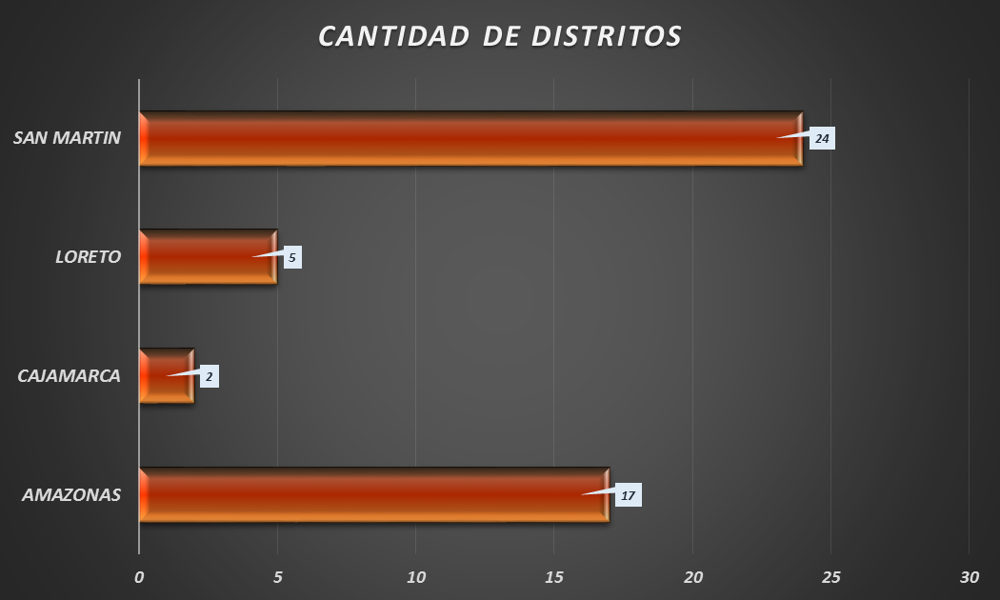 CANTIDAD DE DISTRITOS
SAN MARTIN
24
LORETO
5
CAJAMARCA
2
AMAZONAS
17
0 5 10 15 20 25 30